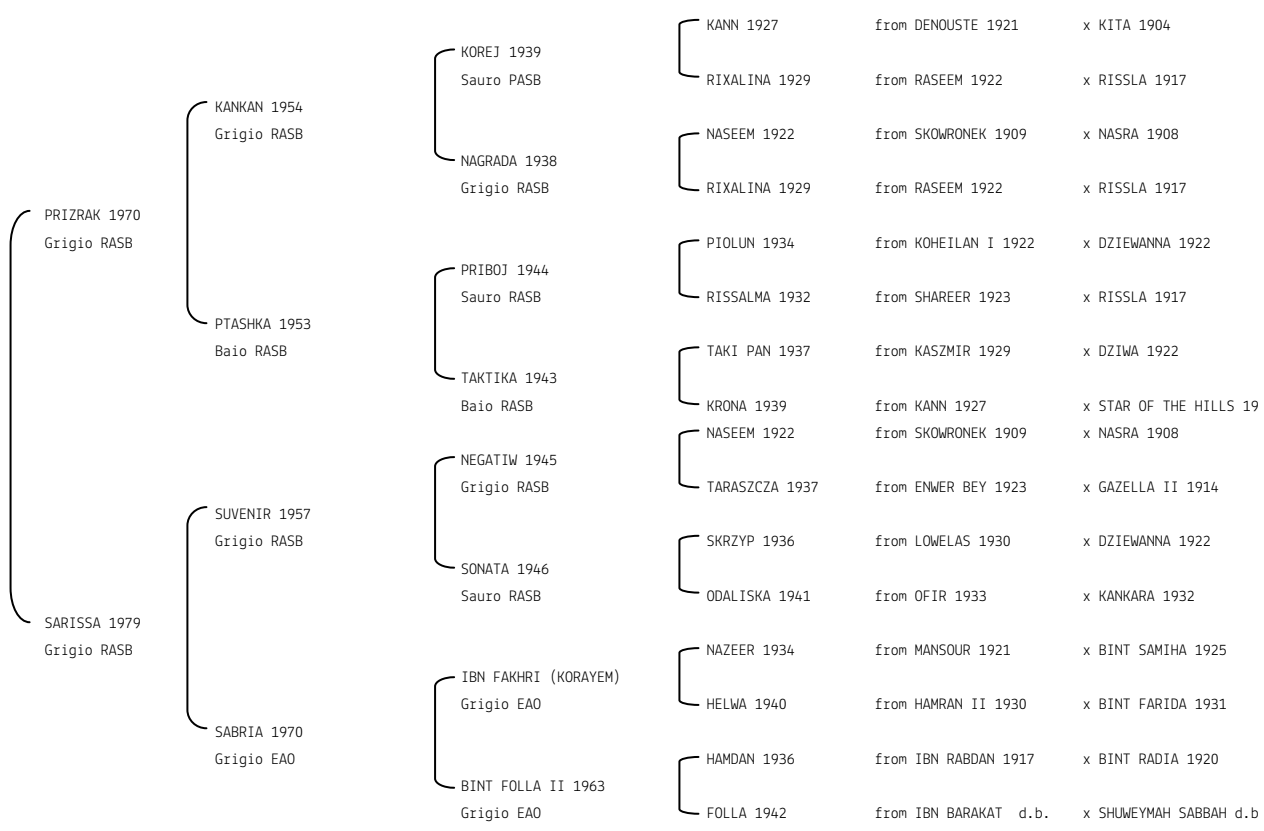 KANN 1927 from DENOUSTE 1921 x KITA 1904
KOREJ 1939
Sauro PASB RIXALINA 1929 from RASEEM 1922 x RISSLA 1917
KANKAN 1954
Grigio RASB NASEEM 1922 from SKOWRONEK 1909 x NASRA 1908
NAGRADA 1938
Grigio RASB RIXALINA 1929 from RASEEM 1922 x RISSLA 1917
PRIZRAK 1970
Grigio RASB PIOLUN 1934 from KOHEILAN I 1922 x DZIEWANNA 1922
PRIBOJ 1944
Sauro RASB RISSALMA 1932 from SHAREER 1923 x RISSLA 1917
PTASHKA 1953
Baio RASB TAKI PAN 1937 from KASZMIR 1929 x DZIWA 1922
TAKTIKA 1943
Baio RASB KRONA 1939 from KANN 1927 x STAR OF THE HILLS 19
NASEEM 1922 from SKOWRONEK 1909 x NASRA 1908
NEGATIW 1945
Grigio RASB TARASZCZA 1937 from ENWER BEY 1923 x GAZELLA II 1914
SUVENIR 1957
Grigio RASB SKRZYP 1936 from LOWELAS 1930 x DZIEWANNA 1922
SONATA 1946
Sauro RASB ODALISKA 1941 from OFIR 1933 x KANKARA 1932
SARISSA 1979
Grigio RASB NAZEER 1934 from MANSOUR 1921 x BINT SAMIHA 1925
IBN FAKHRI (KORAYEM)
Grigio EAO HELWA 1940 from HAMRAN II 1930 x BINT FARIDA 1931
SABRIA 1970
Grigio EAO HAMDAN 1936 from IBN RABDAN 1917 x BINT RADIA 1920
BINT FOLLA II 1963
Grigio EAO FOLLA 1942 from IBN BARAKAT d.b. x SHUWEYMAH SABBAH d.b